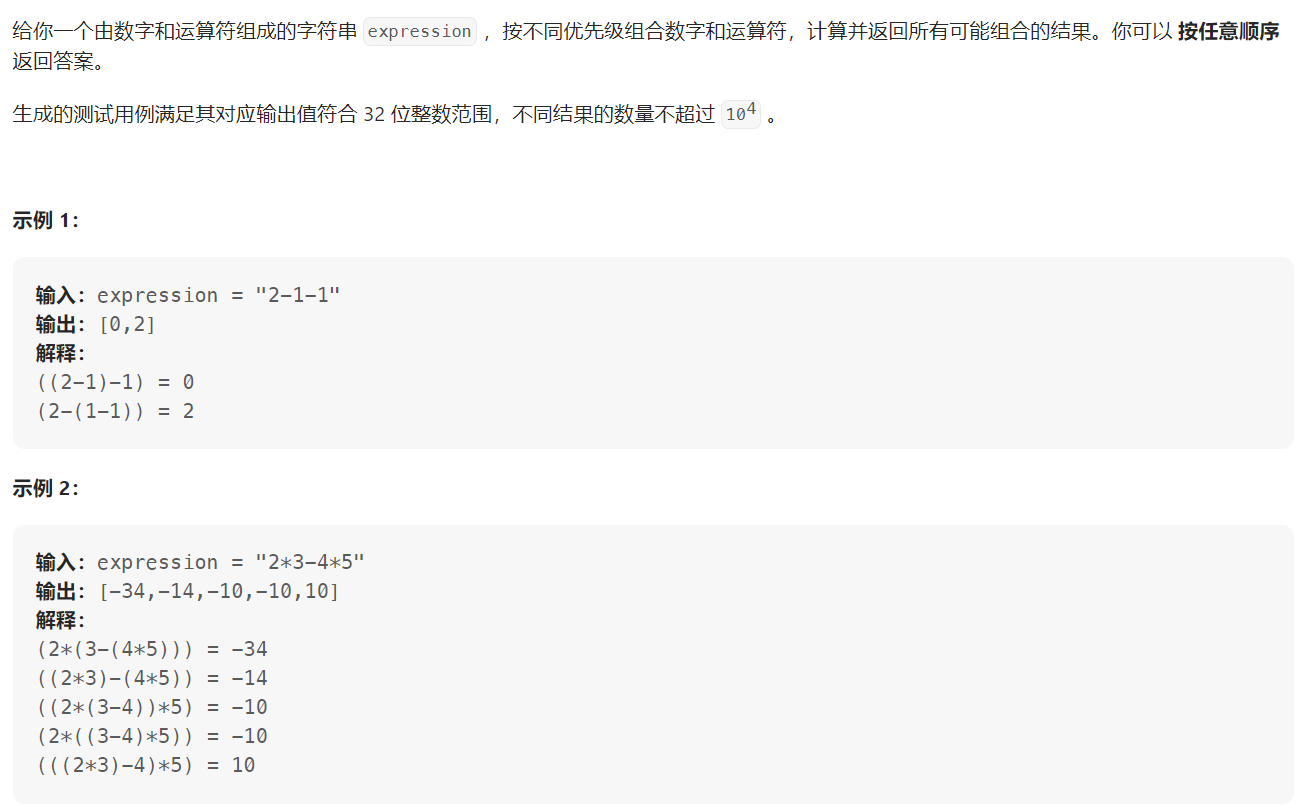 给你一个由数字和运算符组成的字符串 expression ，按不同优先级组合数字和运算符，计算并返回所有可能组合的结果。你可以 按任意顺序
返回答案。
生成的测试用例满足其对应输出值符合 32 位整数范围，不同结果的数量不超过 10^4 。
示例 1：
输入：expression = "2-1-1"
输出：[0,2]
解释：
((2-1)-1) = 0
(2-(1-1)) = 2
示例 2：
输入：expression = "2*3-4*5"
输出：[-34,-14,-10,-10,10]
解释：
(2*(3-(4*5))) = -34
((2*3)-(4*5)) = -14
((2*(3-4))*5) = -10
(2*((3-4)*5)) = -10
(((2*3)-4)*5) = 10